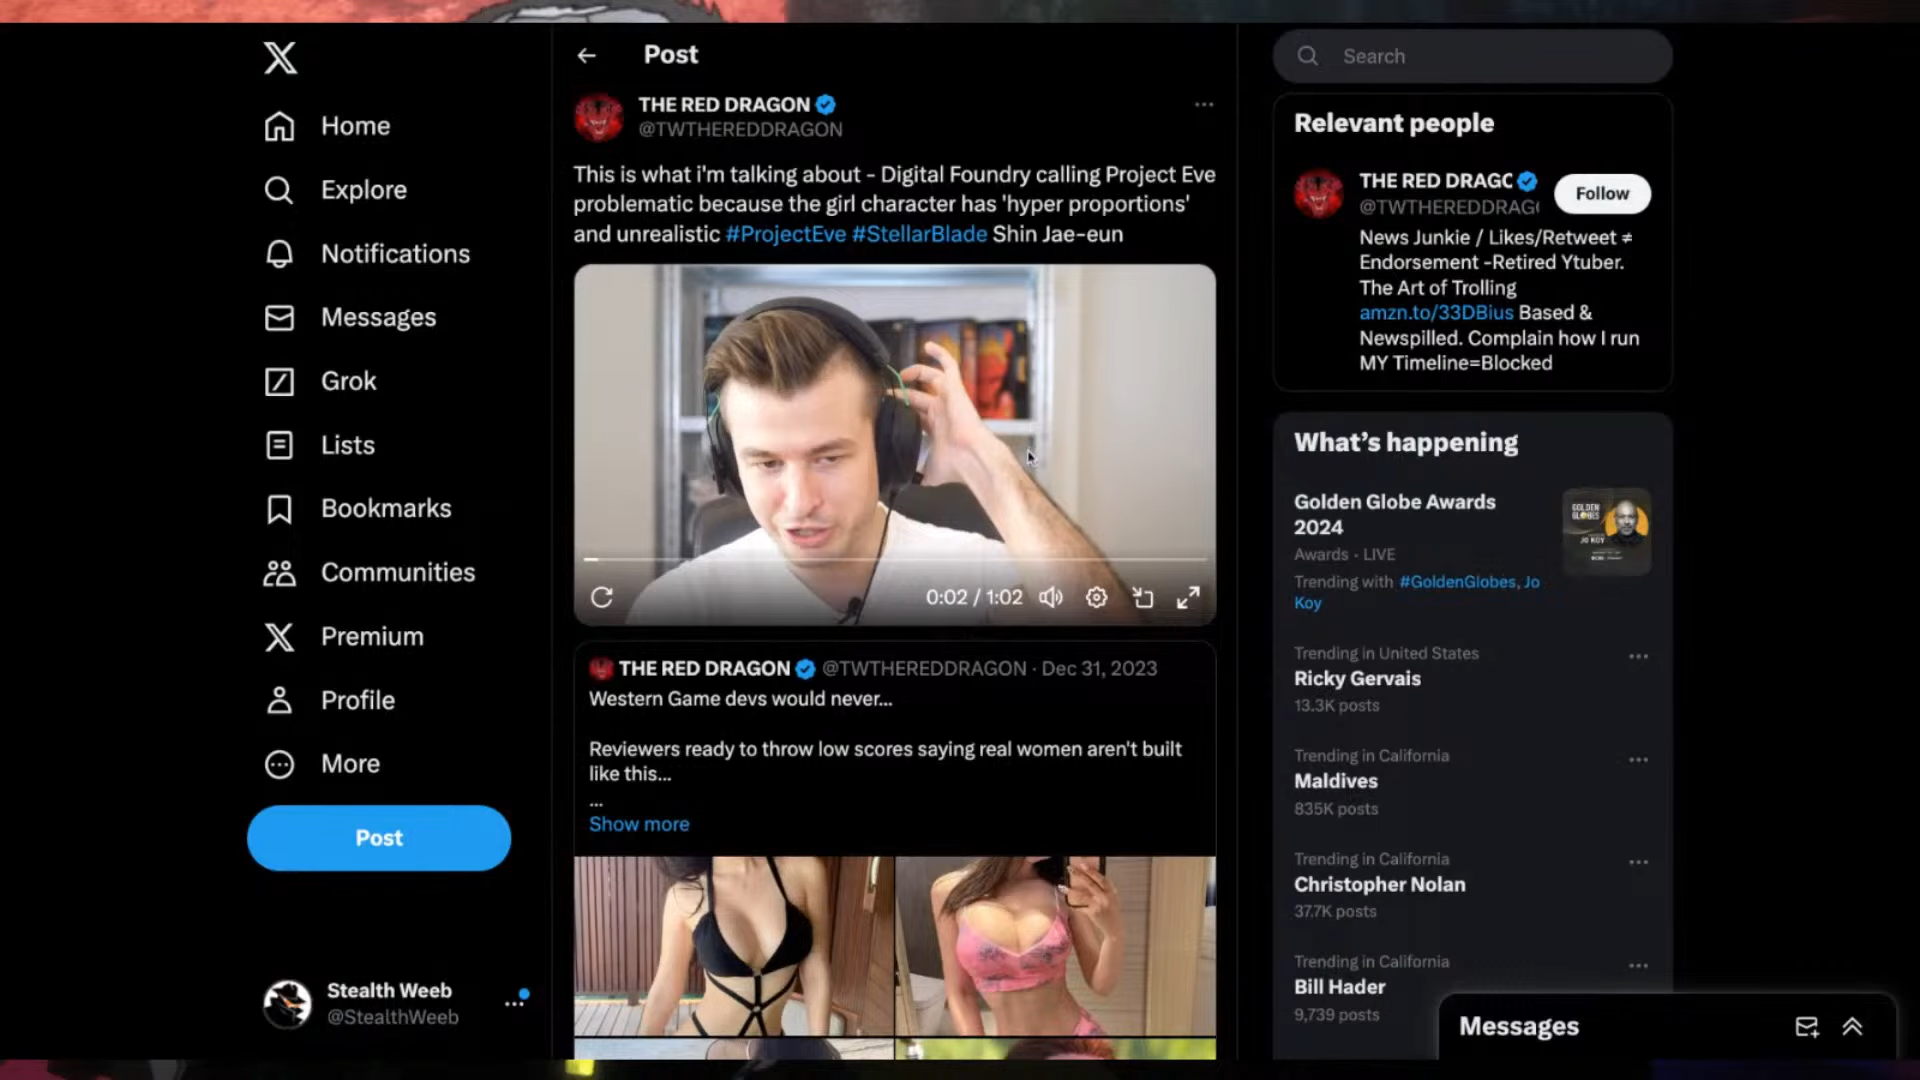 Home
Explore
Notifications
Messages
Grok
Lists
Bookmarks
Communities
Premium
Profile
More
Post
Stealth Weeb
@StealthWeeb
Post
THE RED DRAGON
@TWTHEREDDRAGON
This is what i'm talking about - Digital Foundry calling Project Eve
problematic because the girl character has 'hyper proportions'
and unrealistic #ProjectEve #StellarBlade Shin Jae-eun
0:02 / 1:02
THE RED DRAGON @TWTHEREDDRAGON · Dec 31, 2023
Western Game devs would never...
Reviewers ready to throw low scores saying real women aren't built
like this...
...
Show more
Search
Relevant people
THE RED DRAGC
@TWTHEREDDRAG
Follow
News Junkie / Likes/Retweet ≠
Endorsement -Retired Ytuber.
The Art of Trolling
amzn.to/33DBius Based &
Newspilled. Complain how I run
MY Timeline=Blocked
What's happening
Golden Globe Awards
2024
Awards · LIVE
Trending with #GoldenGlobes, Jo
Koy
GOLDEN
GLOBES
JO KOY
Trending in United States
Ricky Gervais
13.3K posts
Trending in California
Maldives
835K posts
Trending in California
Christopher Nolan
37.7K posts
Trending in California
Bill Hader
9,739 posts
Messages